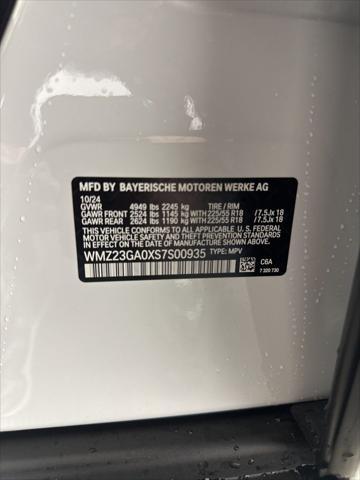 MFD BY BAYERISCHE MOTOREN WERKE AG
10/24
GVWR 4949 lbs 2245 kg TIRE / RIM
GAWR FRONT 2524 lbs 1145 kg WITH 225/55 R18 / 7.5Jx 18
GAWR REAR 2624 lbs 1190 kg WITH 225/55 R18 / 7.5Jx 18
THIS VEHICLE CONFORMS TO ALL APPLICABLE U. S. FEDERAL
MOTOR VEHICLE SAFETY, BUMPER, AND THEFT PREVENTION
STANDARDS IN EFFECT ON THE DATE OF MANUFACTURE SHOWN ABOVE.
WMZ23GA0XS7S00935 TYPE: MPV
C6A
7 320 730